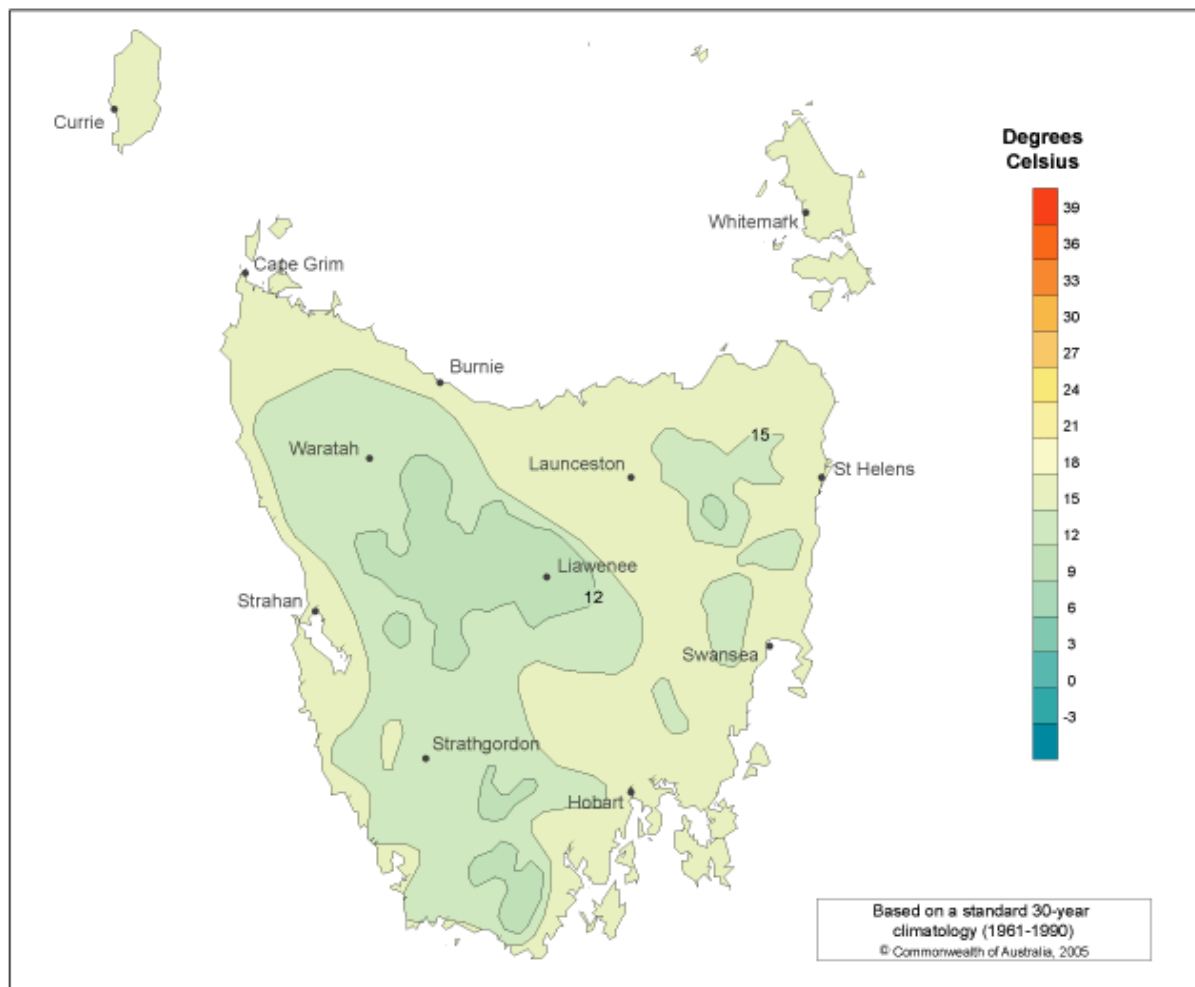 Currie
Degrees
Celsius
39
Whitemark
36
Cape Grim
33
30
Burnie
27
24
21
15
Waratah
Launceston
St Helens
18
15
12
Liawenee
9
12
Strahan
6
Swansea
3
0
-3
Strathgordon
Hobart
Based on a standard 30-year
climatology (1961-1990)
© Commonwealth of Australia, 2005